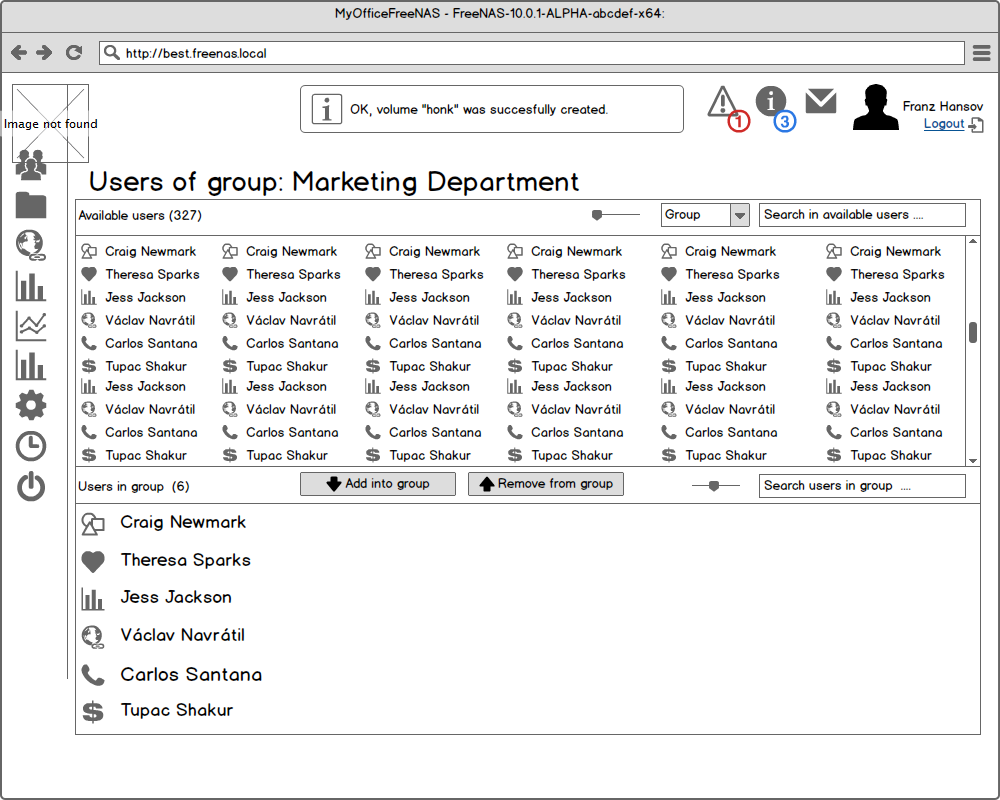 MyOfficeFreeNAS - FreeNAS-10.0.1-ALPHA-abcdef-x64:
http://best.freenas.local
Image not found
OK, volume "honk" was succesfully created.
1
3
Franz Hansov
Logout
Users of group: Marketing Department
Available users (327)
Group
Search in available users ....
Craig Newmark Craig Newmark Craig Newmark Craig Newmark Craig Newmark Craig Newmark
Theresa Sparks Theresa Sparks Theresa Sparks Theresa Sparks Theresa Sparks Theresa Sparks
Jess Jackson Jess Jackson Jess Jackson Jess Jackson Jess Jackson Jess Jackson
Václav Navrátil Václav Navrátil Václav Navrátil Václav Navrátil Václav Navrátil Václav Navrátil
Carlos Santana Carlos Santana Carlos Santana Carlos Santana Carlos Santana Carlos Santana
Tupac Shakur Tupac Shakur Tupac Shakur Tupac Shakur Tupac Shakur Tupac Shakur
Jess Jackson Jess Jackson Jess Jackson Jess Jackson Jess Jackson Jess Jackson
Václav Navrátil Václav Navrátil Václav Navrátil Václav Navrátil Václav Navrátil Václav Navrátil
Carlos Santana Carlos Santana Carlos Santana Carlos Santana Carlos Santana Carlos Santana
Tupac Shakur Tupac Shakur Tupac Shakur Tupac Shakur Tupac Shakur Tupac Shakur
Users in group (6)
Add into group
Remove from group
Search users in group ....
Craig Newmark
Theresa Sparks
Jess Jackson
Václav Navrátil
Carlos Santana
Tupac Shakur